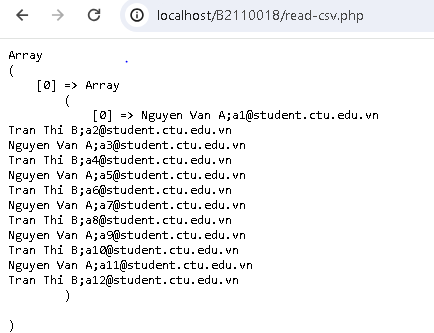 localhost/B2110018/read-csv.php
Array
(
    [0] => Array
        (
            [0] => Nguyen Van A;a1@student.ctu.edu.vn
Tran Thi B;a2@student.ctu.edu.vn
Nguyen Van A;a3@student.ctu.edu.vn
Tran Thi B;a4@student.ctu.edu.vn
Nguyen Van A;a5@student.ctu.edu.vn
Tran Thi B;a6@student.ctu.edu.vn
Nguyen Van A;a7@student.ctu.edu.vn
Tran Thi B;a8@student.ctu.edu.vn
Nguyen Van A;a9@student.ctu.edu.vn
Tran Thi B;a10@student.ctu.edu.vn
Nguyen Van A;a11@student.ctu.edu.vn
Tran Thi B;a12@student.ctu.edu.vn
        )

)